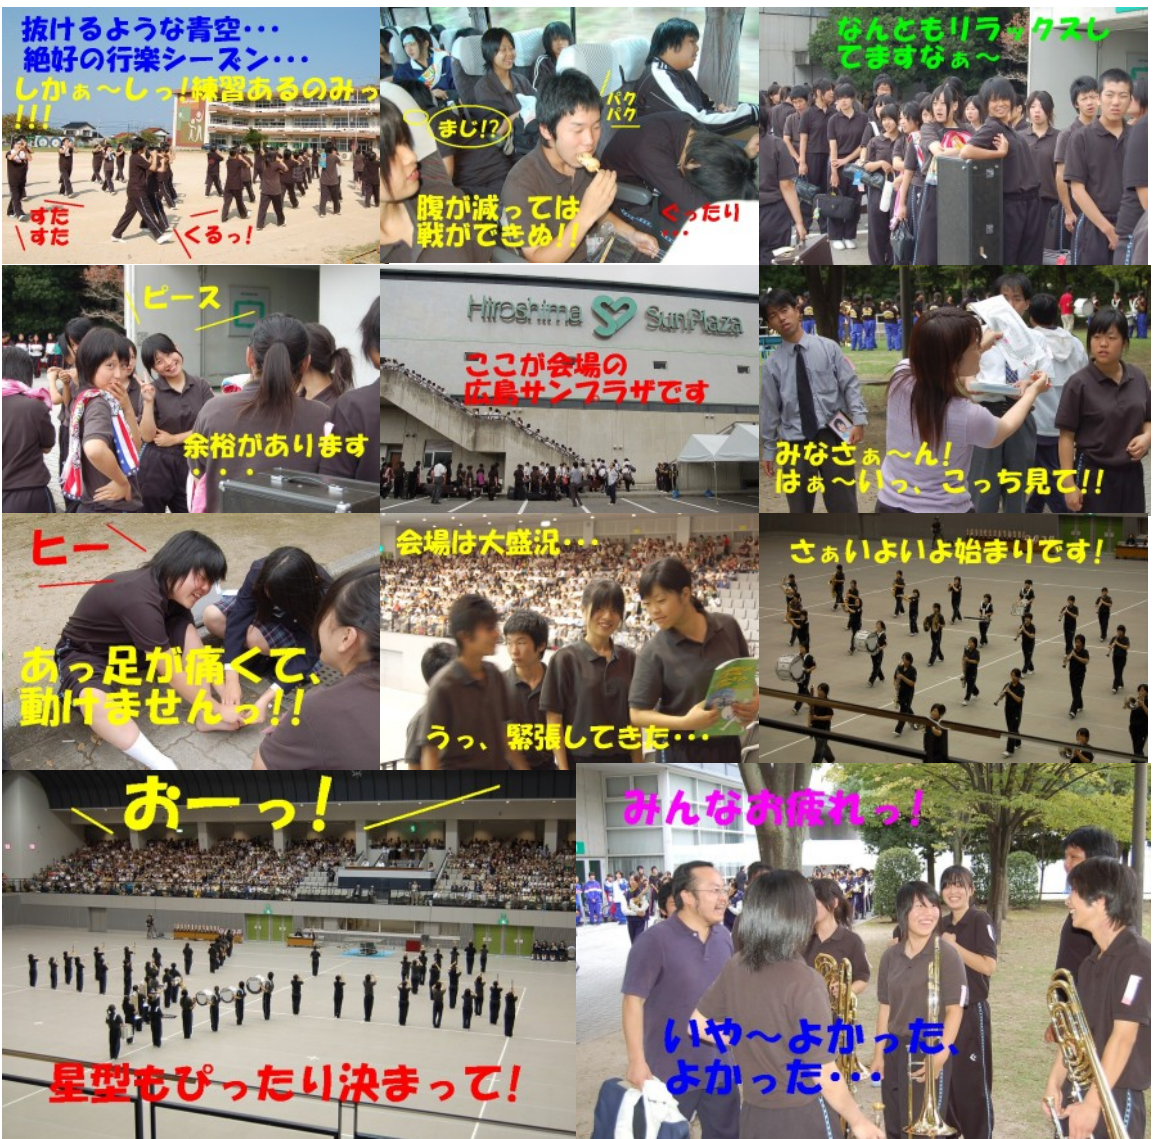 抜けるような青空・・・
絶好の行楽シーズン・・・
しかぁ～しっ!練習あるのみっ
!!!
すた
すた
くるっ!
まじ!?
パク
パク
腹が減っては
戦ができぬ!!
ぐったり
・・・
なんともリラックスし
てますなぁ～
ピース
余裕があります
・・・
Hiroshima SunPlaza
ここが会場の
広島サンプラザです
みなさぁ～ん!
はぁ～いっ、こっち見て!!
ヒー
あっ足が痛くて、
動けませんっ!!
会場は大盛況・・・
うっ、緊張してきた・・・
さぁいよいよ始まりです!
おーっ!
星型もぴったり決まって!
みんなお疲れっ!
いや～よかった、
よかった・・・